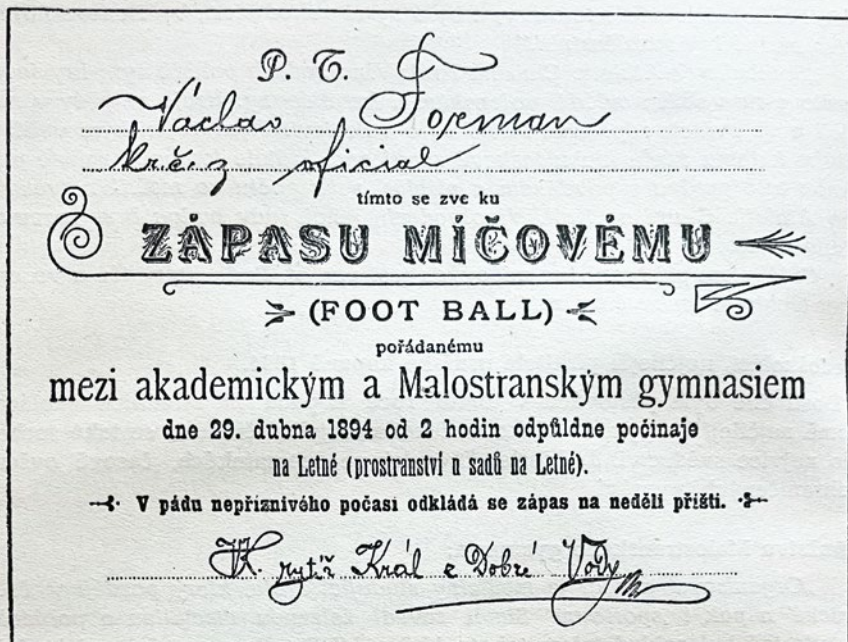 P. T.
Václav Forman
oficial
tímto se zve ku
ZÁPASU MÍČOVÉMU
(FOOT BALL)
pořádanému
mezi akademickým a Malostranským gymnasiem
dne 29. dubna 1894 od 2 hodin odpůldne počínaje
na Letné (prostranství u sadů na Letné).
V pádu nepříznivého počasí odkládá se zápas na neděli příští.
K. rytíř Král z Dobré Vody